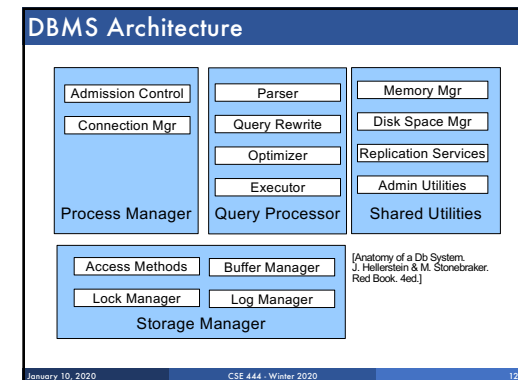 DBMS Architecture
Admission Control
Connection Mgr
Process Manager
Parser
Query Rewrite
Optimizer
Executor
Query Processor
Memory Mgr
Disk Space Mgr
Replication Services
Admin Utilities
Shared Utilities
Access Methods
Buffer Manager
Lock Manager
Log Manager
Storage Manager
[Anatomy of a Db System.
J. Hellerstein & M. Stonebraker.
Red Book. 4ed.]
January 10, 2020
CSE 444 - Winter 2020
12